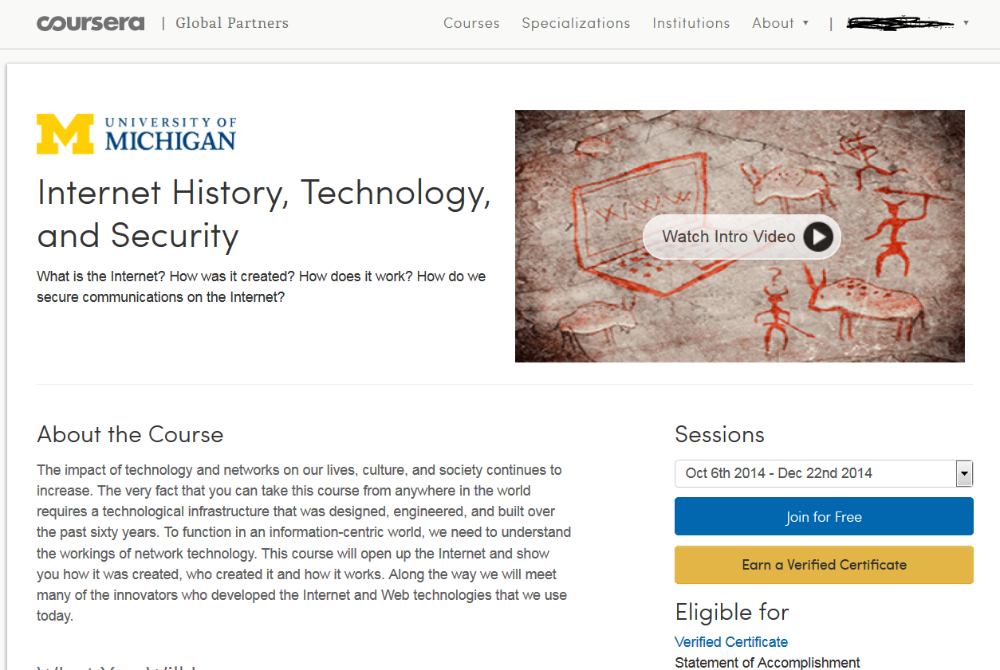 coursera | Global Partners
Courses Specializations Institutions About ▼ |
M UNIVERSITY OF
MICHIGAN
Internet History, Technology,
and Security
What is the Internet? How was it created? How does it work? How do we
secure communications on the Internet?
W.W.W
Watch Intro Video
?
About the Course
The impact of technology and networks on our lives, culture, and society continues to
increase. The very fact that you can take this course from anywhere in the world
requires a technological infrastructure that was designed, engineered, and built over
the past sixty years. To function in an information-centric world, we need to understand
the workings of network technology. This course will open up the Internet and show
you how it was created, who created it and how it works. Along the way we will meet
many of the innovators who developed the Internet and Web technologies that we use
today.
Sessions
Oct 6th 2014 - Dec 22nd 2014
Join for Free
Earn a Verified Certificate
Eligible for
Verified Certificate
Statement of Accomplishment